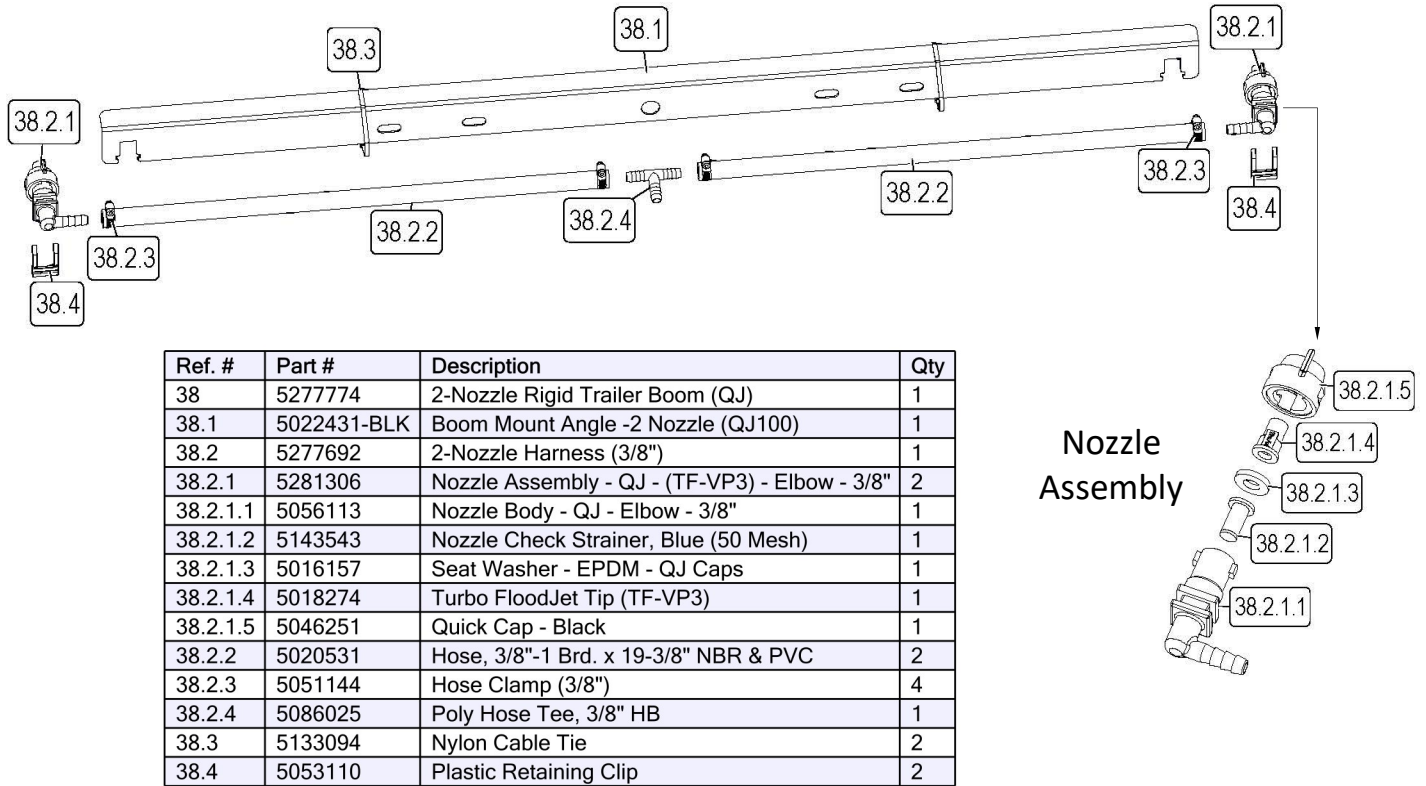 38.1
38.2.1
38.3
38.2.1
38.2.3
38.2.2
38.4
38.2.4
38.2.2
38.2.3
38.4
Ref. # Part # Description Qty
38 5277774 2-Nozzle Rigid Trailer Boom (QJ) 1
38.1 5022431-BLK Boom Mount Angle -2 Nozzle (QJ100) 1
38.2 5277692 2-Nozzle Harness (3/8") 1
38.2.1 5281306 Nozzle Assembly - QJ - (TF-VP3) - Elbow - 3/8" 2
38.2.1.1 5056113 Nozzle Body - QJ - Elbow - 3/8" 1
38.2.1.2 5143543 Nozzle Check Strainer, Blue (50 Mesh) 1
38.2.1.3 5016157 Seat Washer - EPDM - QJ Caps 1
38.2.1.4 5018274 Turbo FloodJet Tip (TF-VP3) 1
38.2.1.5 5046251 Quick Cap - Black 1
38.2.2 5020531 Hose, 3/8"-1 Brd. x 19-3/8" NBR & PVC 2
38.2.3 5051144 Hose Clamp (3/8") 4
38.2.4 5086025 Poly Hose Tee, 3/8" HB 1
38.3 5133094 Nylon Cable Tie 2
38.4 5053110 Plastic Retaining Clip 2
Nozzle
Assembly
38.2.1.5
38.2.1.4
38.2.1.3
38.2.1.2
38.2.1.1